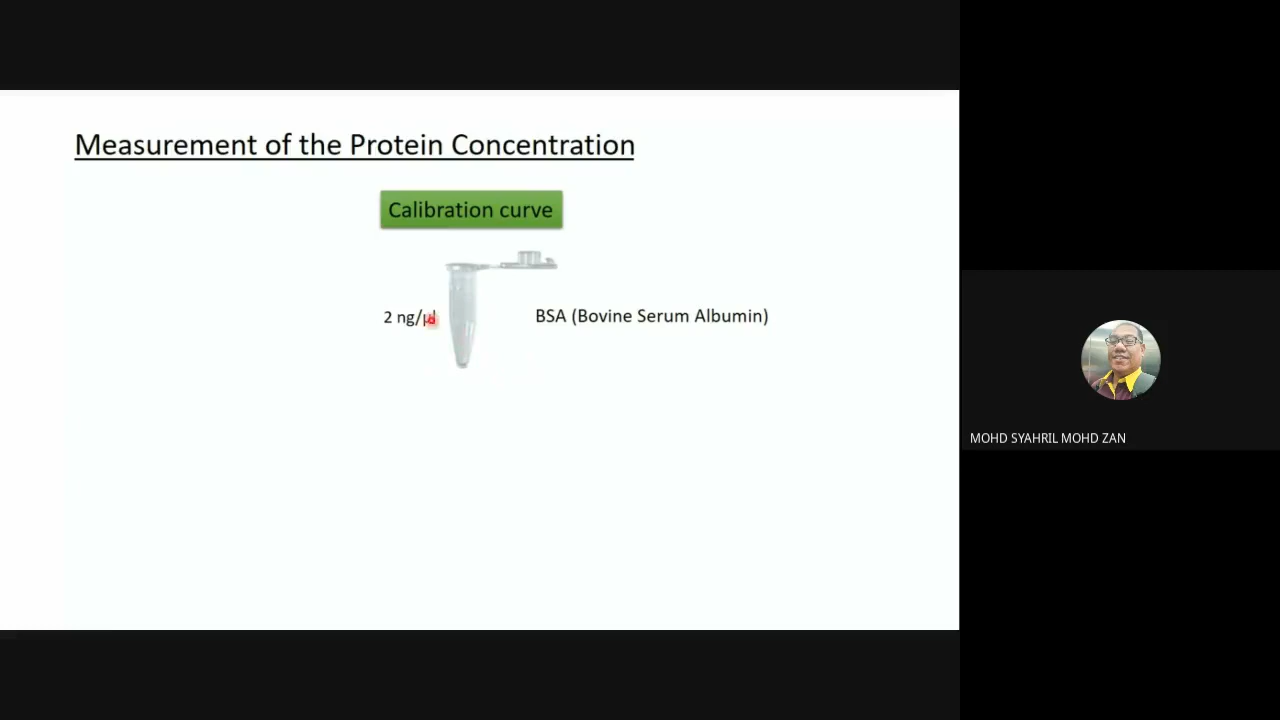 Measurement of the Protein Concentration
Calibration curve
2 ng/µl
BSA (Bovine Serum Albumin)
MOHD SYAHRIL MOHD ZAN